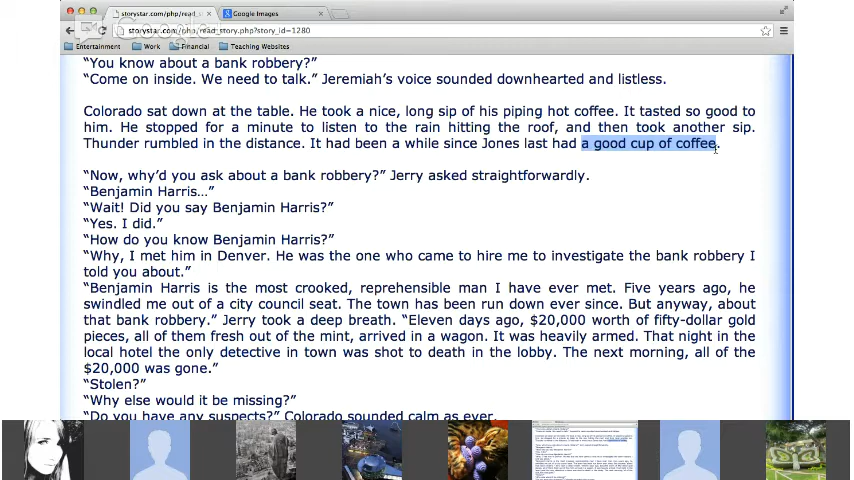 storystar.com/php/read_s
Google Images
Google
storystar.com/php/read_story.php?story_id=1280
Entertainment Work Financial Teaching Websites
“You know about a bank robbery?”
“Come on inside. We need to talk.” Jeremiah’s voice sounded downhearted and listless.
Colorado sat down at the table. He took a nice, long sip of his piping hot coffee. It tasted so good to
him. He stopped for a minute to listen to the rain hitting the roof, and then took another sip.
Thunder rumbled in the distance. It had been a while since Jones last had a good cup of coffee.
“Now, why’d you ask about a bank robbery?” Jerry asked straightforwardly.
“Benjamin Harris…”
“Wait! Did you say Benjamin Harris?”
“Yes. I did.”
“How do you know Benjamin Harris?”
“Why, I met him in Denver. He was the one who came to hire me to investigate the bank robbery I
told you about.”
“Benjamin Harris is the most crooked, reprehensible man I have ever met. Five years ago, he
swindled me out of a city council seat. The town has been run down ever since. But anyway, about
that bank robbery.” Jerry took a deep breath. “Eleven days ago, $20,000 worth of fifty-dollar gold
pieces, all of them fresh out of the mint, arrived in a wagon. It was heavily armed. That night in the
local hotel the only detective in town was shot to death in the lobby. The next morning, all of the
$20,000 was gone.”
“Stolen?”
“Why else would it be missing?”
“Do you have any suspects?” Colorado sounded calm as ever.